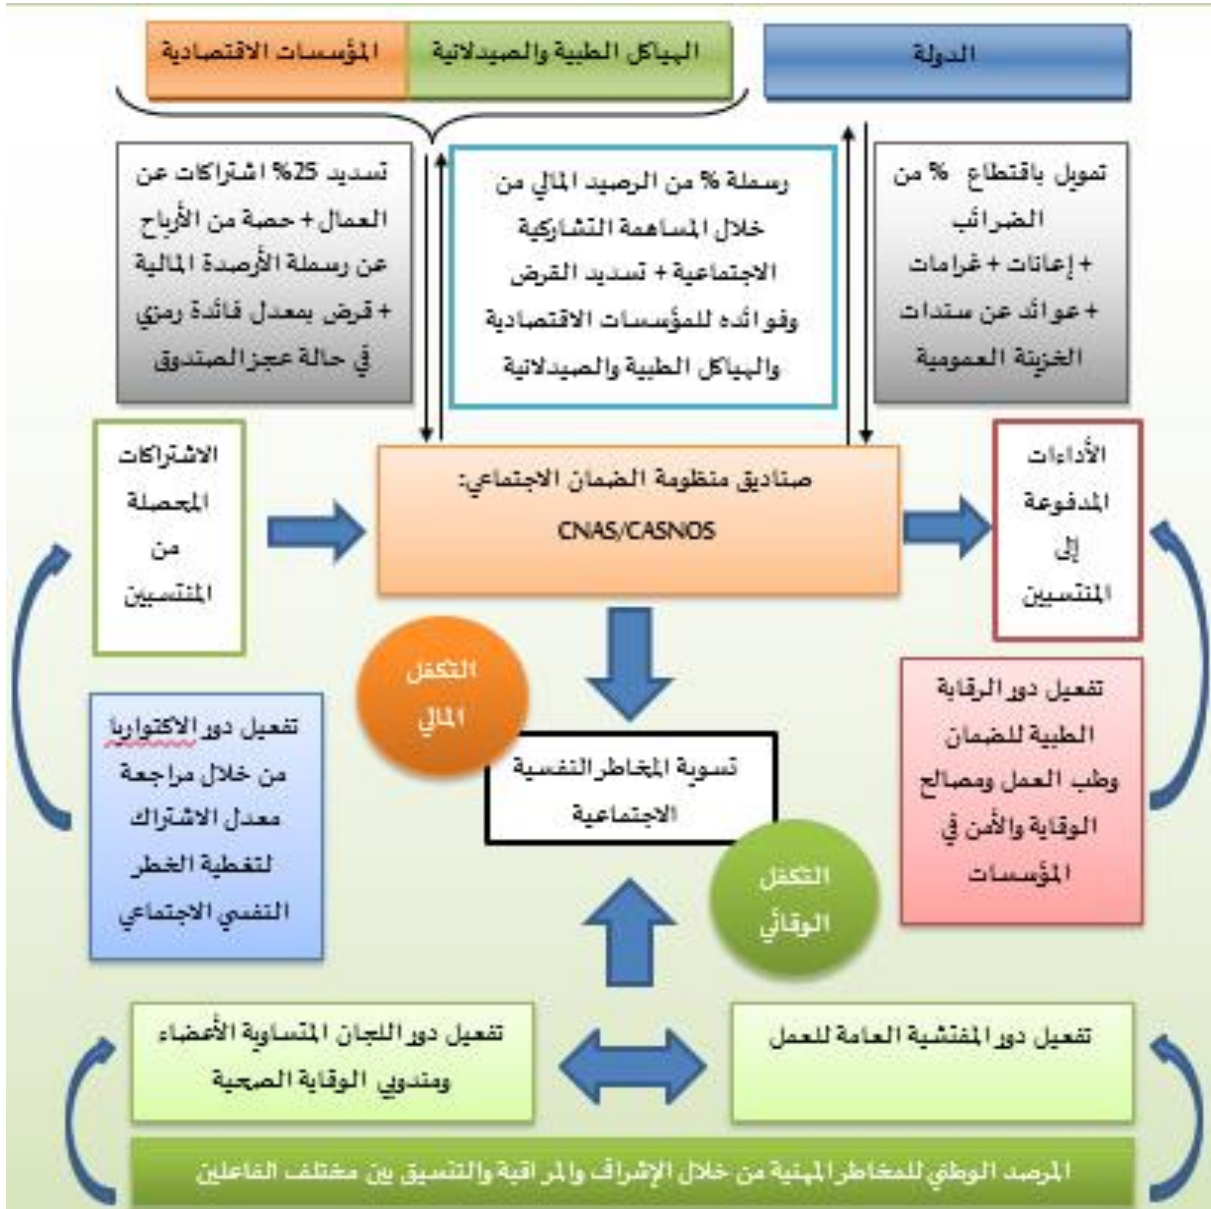 الدولة
الهياكل الطبية والصيدلانية
المؤسسات الاقتصادية
تمويل باقتطاع % من
الضرائب
+ إعانات + غرامات
+ عوائد عن سندات
الخزينة العمومية
رسملة % من الرصيد المالي من
خلال المساهمة التشاركية
الاجتماعية + تسديد القرض
وفوائده للمؤسسات الاقتصادية
والهياكل الطبية والصيدلانية
تسديد 25% اشتراكات عن
العمال + حصة من الأرباح
عن رسملة الأرصدة المالية
+ قرض بمعدل فائدة رمزي
في حالة عجز الصندوق
الأداءات
المدفوعة
إلى
المنتسبين
صناديق منظومة الضمان الاجتماعي:
CNAS/CASNOS
الاشتراكات
المحصلة
من
المنتسبين
التكفل
المالي
تسوية المخاطر النفسية
الاجتماعية
التكفل
الوقائي
تفعيل دور الرقابة
الطبية للضمان
وطب العمل ومصالح
الوقاية والأمن في
المؤسسات
تفعيل دور الاكتواريا
من خلال مراجعة
معدل الاشتراك
لتغطية الخطر
النفسي الاجتماعي
تفعيل دور المفتشية العامة للعمل
تفعيل دور اللجان المتساوية الأعضاء
ومندوبي الوقاية الصحية
المرصد الوطني للمخاطر المهنية من خلال الإشراف والمراقبة والتنسيق بين مختلف الفاعلين